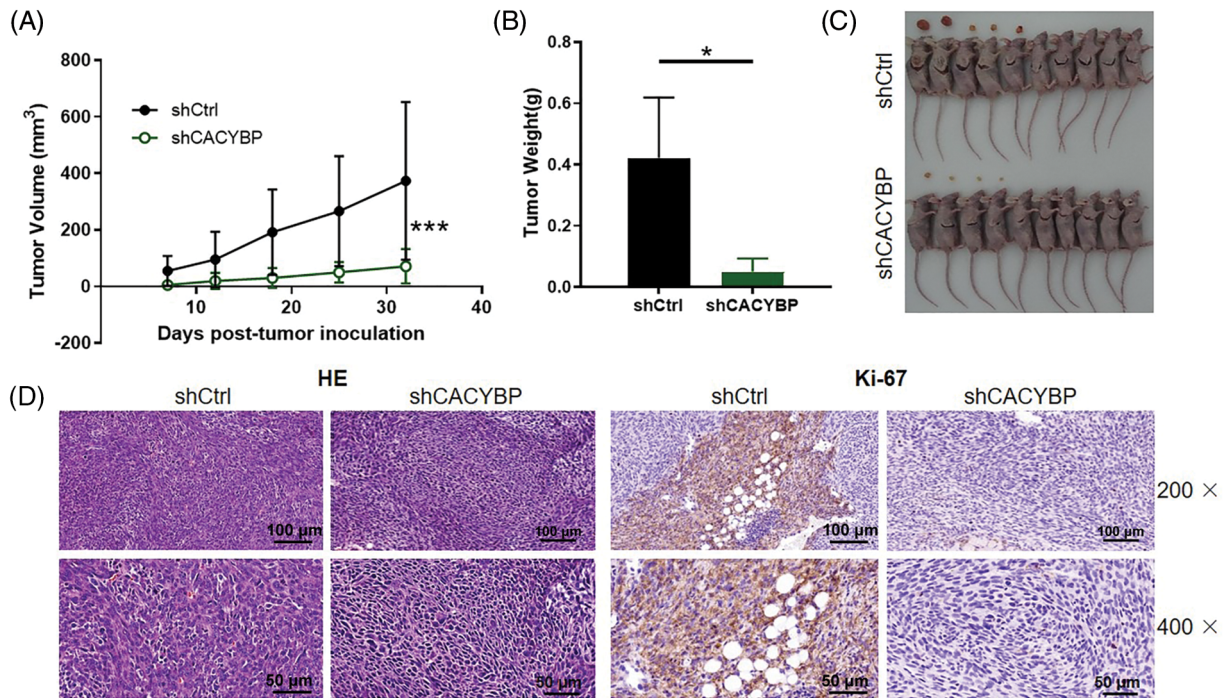 (A)
800
600
400
200
0
-200
Tumor Volume (mm³)
shCtrl
shCACYBP
***
10
20
30
40
Days post-tumor inoculation
(B)
0.8
0.6
0.4
0.2
0.0
Tumor Weight(g)
*
shCtrl
shCACYBP
(C)
shCtrl
shCACYBP
(D)
HE
Ki-67
shCtrl
shCACYBP
shCtrl
shCACYBP
100 µm
100 µm
100 µm
100 µm
200 ×
50 µm
50 µm
50 µm
50 µm
400 ×